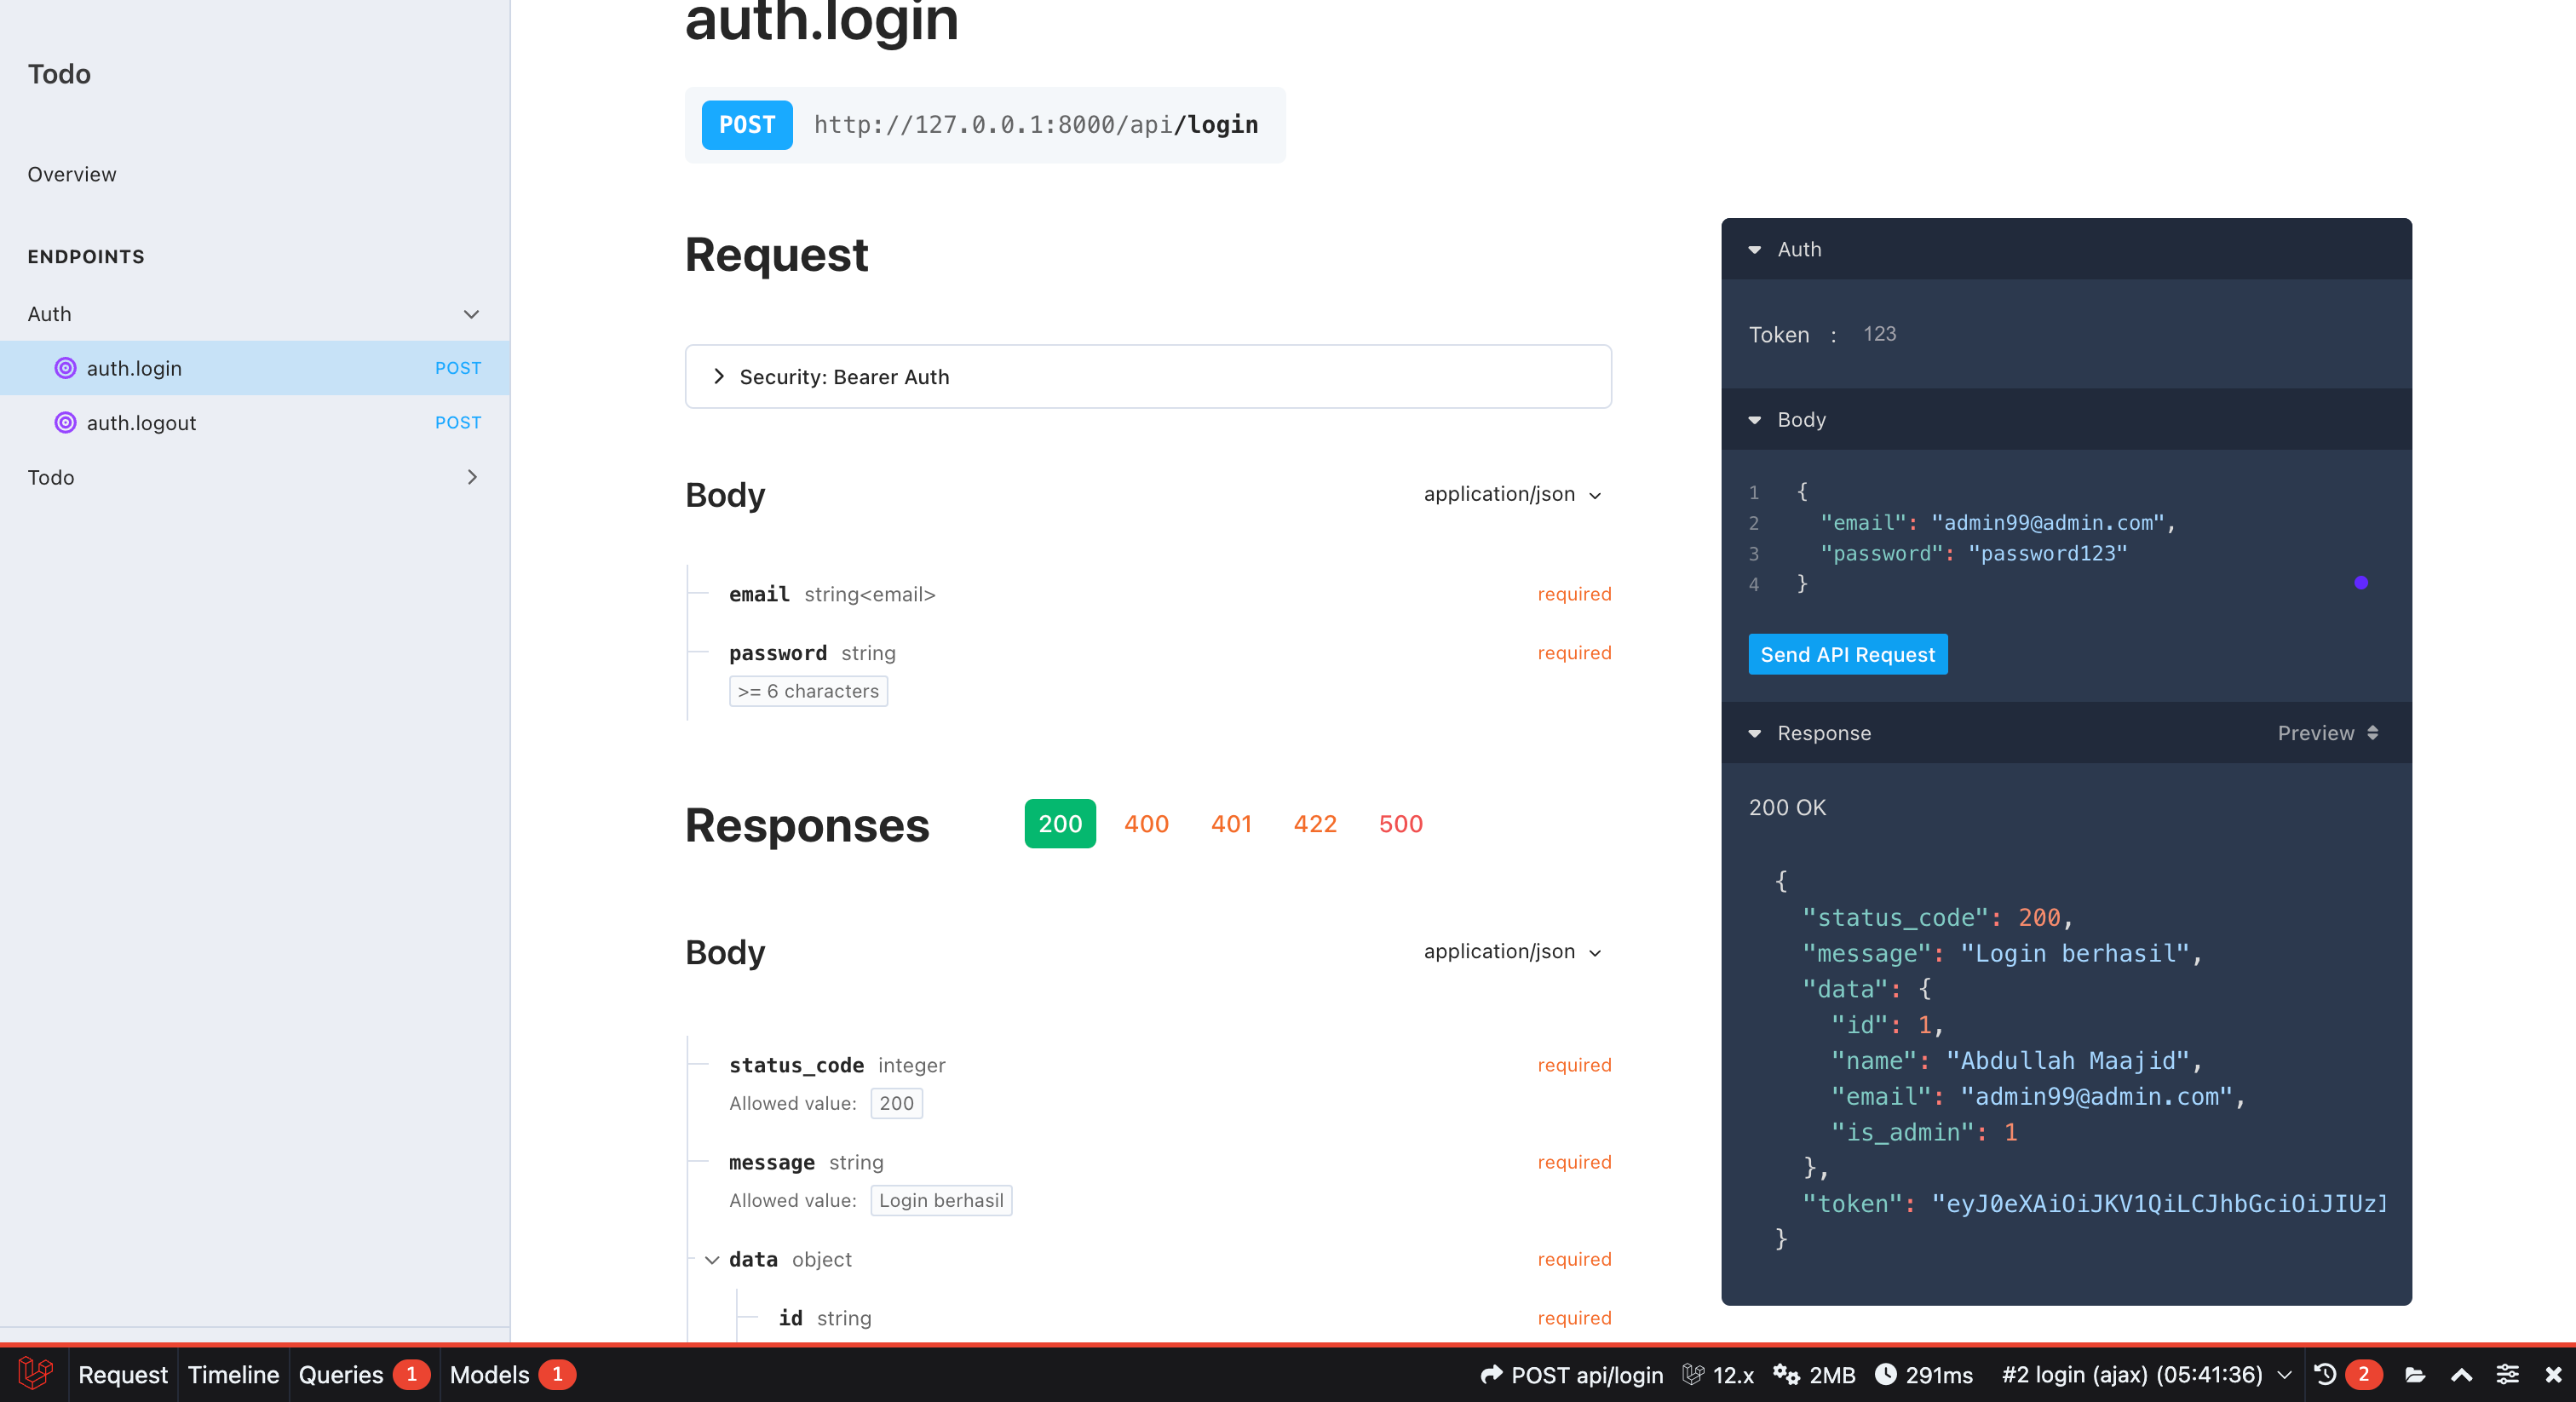 Todo
Overview
ENDPOINTS
Auth
auth.login POST
auth.logout POST
Todo
auth.login
POST http://127.0.0.1:8000/api/login
Request
Security: Bearer Auth
Body application/json
email string<email> required
password string required
>= 6 characters
Responses 200 400 401 422 500
Body application/json
status_code integer required
Allowed value: 200
message string required
Allowed value: Login berhasil
data object required
id string required
Auth
Token : 123
Body
1 {
2 "email": "admin99@admin.com",
3 "password": "password123"
4 }
Send API Request
Response Preview
200 OK
{
"status_code": 200,
"message": "Login berhasil",
"data": {
"id": 1,
"name": "Abdullah Maajid",
"email": "admin99@admin.com",
"is_admin": 1
},
"token": "eyJ0eXAiOiJKV1QiLCJhbGciOiJIUzI
}
Request Timeline Queries 1 Models 1 POST api/login 12.x 2MB 291ms #2 login (ajax) (05:41:36) 2